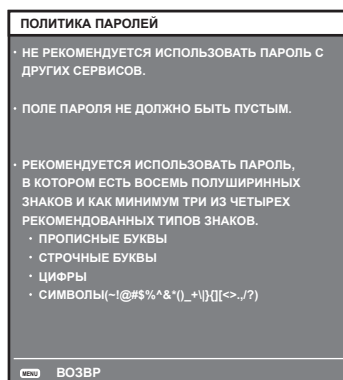 ПОЛИТИКА ПАРОЛЕЙ
· НЕ РЕКОМЕНДУЕТСЯ ИСПОЛЬЗОВАТЬ ПАРОЛЬ С
ДРУГИХ СЕРВИСОВ.
· ПОЛЕ ПАРОЛЯ НЕ ДОЛЖНО БЫТЬ ПУСТЫМ.
· РЕКОМЕНДУЕТСЯ ИСПОЛЬЗОВАТЬ ПАРОЛЬ,
В КОТОРОМ ЕСТЬ ВОСЕМЬ ПОЛУШИРИННЫХ
ЗНАКОВ И КАК МИНИМУМ ТРИ ИЗ ЧЕТЫРЕХ
РЕКОМЕНДОВАННЫХ ТИПОВ ЗНАКОВ.
· ПРОПИСНЫЕ БУКВЫ
· СТРОЧНЫЕ БУКВЫ
· ЦИФРЫ
· СИМВОЛЫ(~!@#$%^&*()_+\|}{][<>.,/?)
MENU ВОЗВР